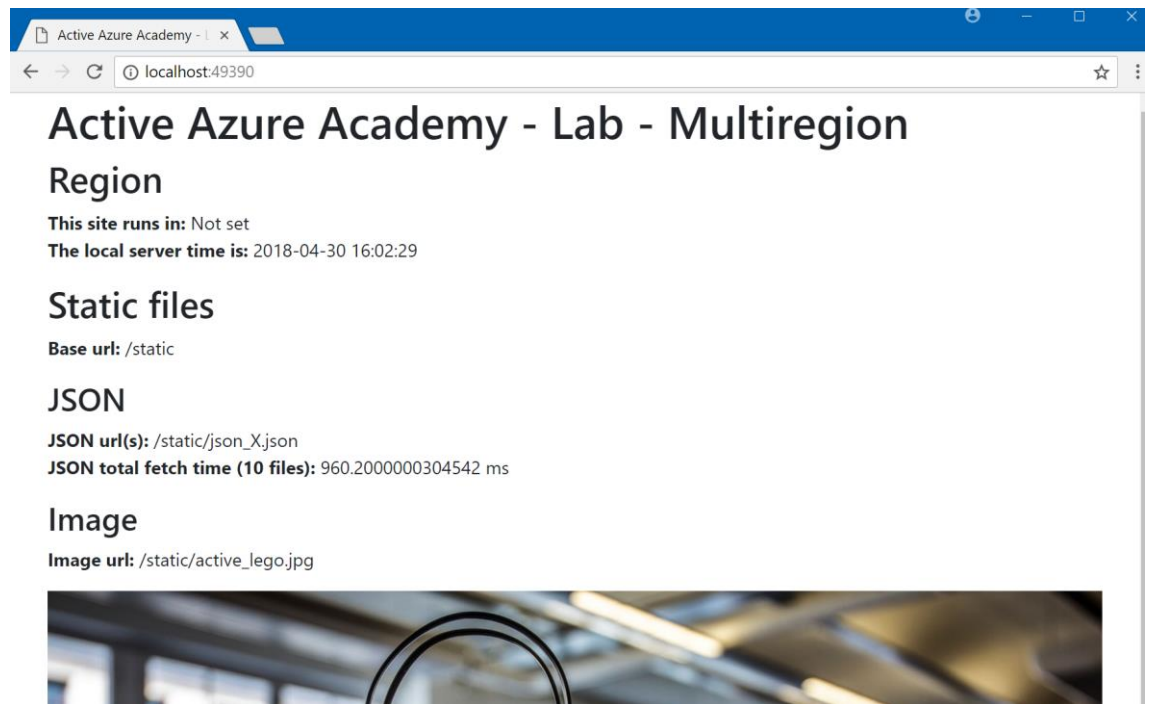 Active Azure Academy - L
localhost:49390
Active Azure Academy - Lab - Multiregion
Region
This site runs in: Not set
The local server time is: 2018-04-30 16:02:29
Static files
Base url: /static
JSON
JSON url(s): /static/json_X.json
JSON total fetch time (10 files): 960.2000000304542 ms
Image
Image url: /static/active_lego.jpg